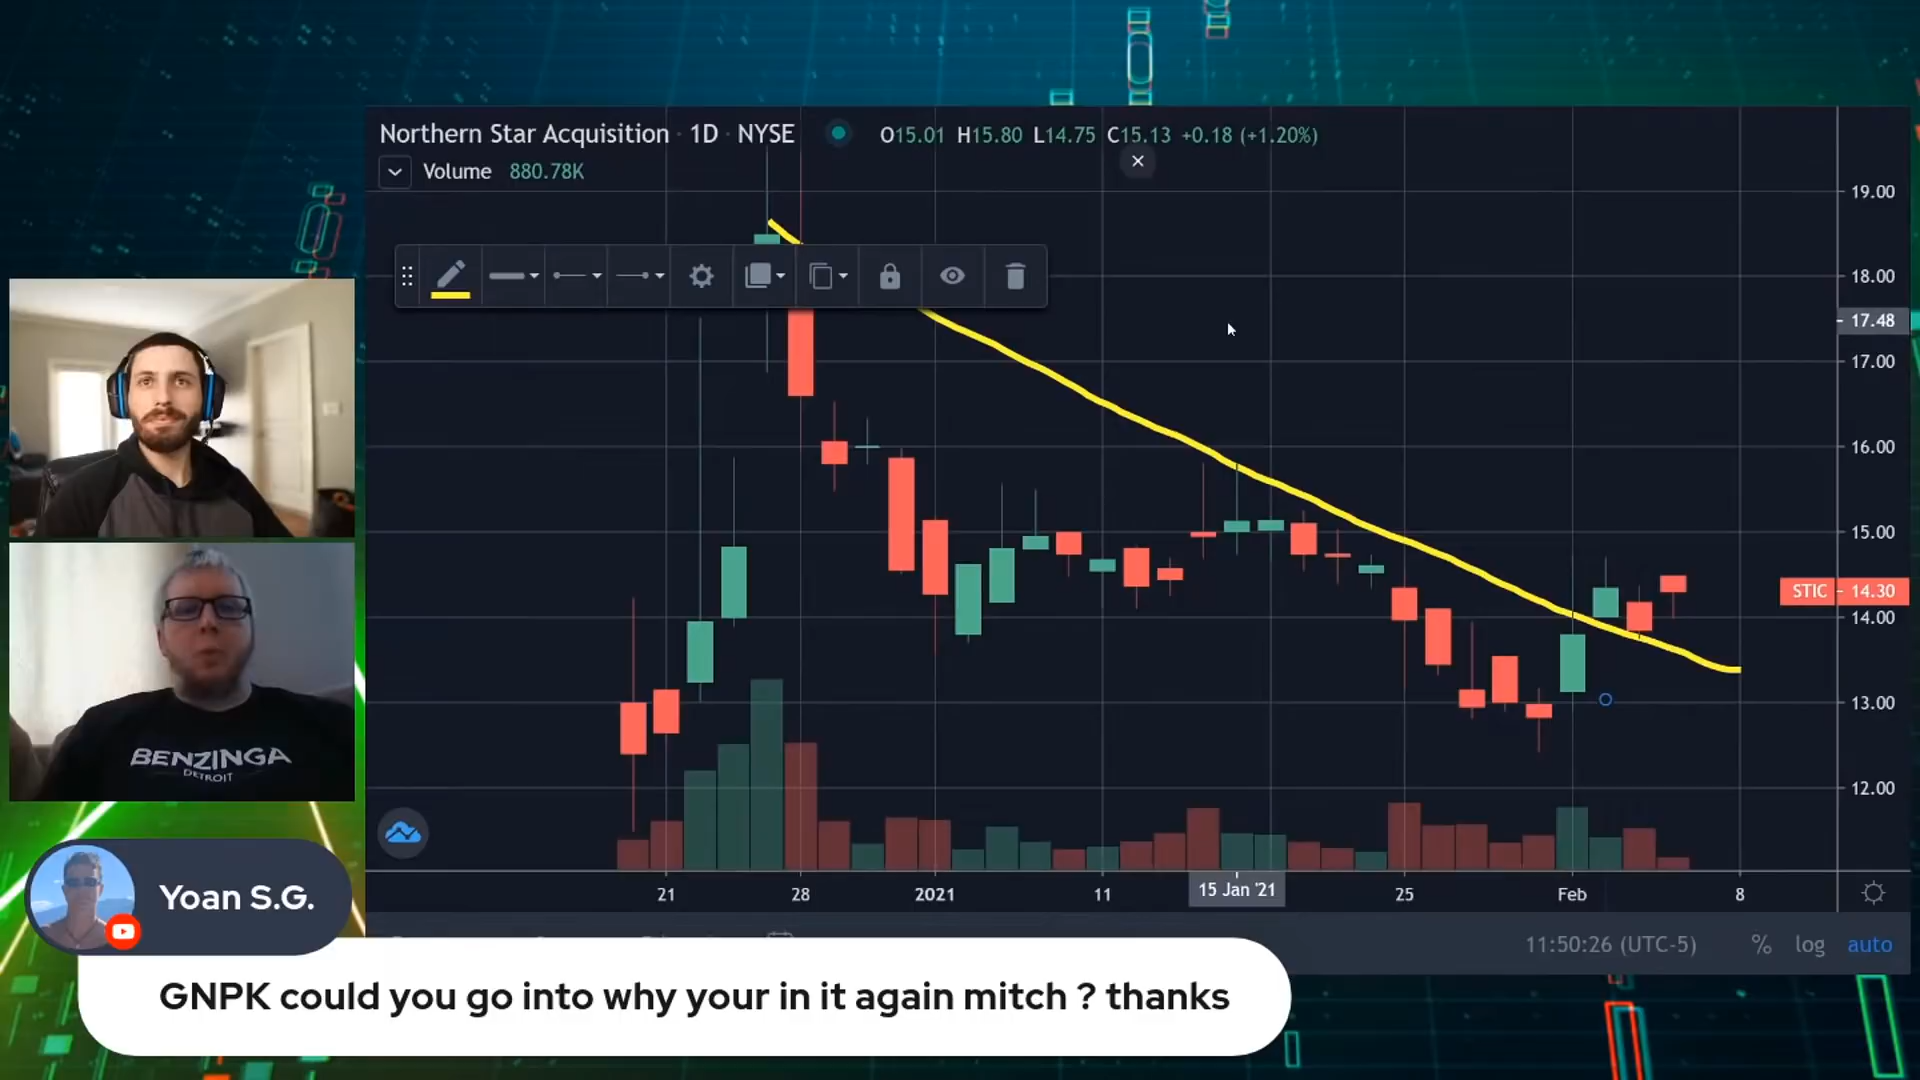 Northern Star Acquisition · 1D · NYSE O15.01 H15.80 L14.75 C15.13 +0.18 (+1.20%)
Volume 880.78K
19.00
18.00
17.48
17.00
16.00
15.00
STIC 14.30
14.00
13.00
12.00
21 28 2021 11 15 Jan '21 25 Feb 8
11:50:26 (UTC-5) % log auto
BENZINGA
DETROIT
Yoan S.G.
GNPK could you go into why your in it again mitch ? thanks